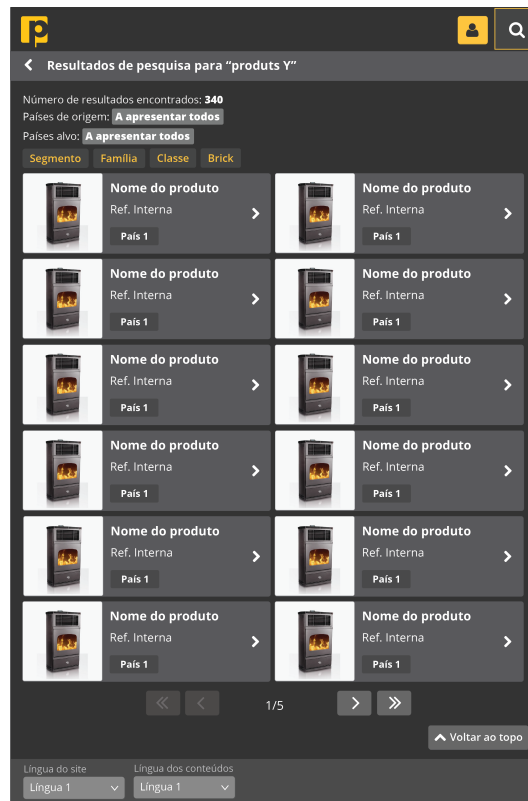 Resultados de pesquisa para “produts Y”
Número de resultados encontrados: 340
Países de origem: A apresentar todos
Países alvo: A apresentar todos
Segmento Família Classe Brick
Nome do produto
Ref. Interna
País 1
Nome do produto
Ref. Interna
País 1
Nome do produto
Ref. Interna
País 1
Nome do produto
Ref. Interna
País 1
Nome do produto
Ref. Interna
País 1
Nome do produto
Ref. Interna
País 1
Nome do produto
Ref. Interna
País 1
Nome do produto
Ref. Interna
País 1
Nome do produto
Ref. Interna
País 1
Nome do produto
Ref. Interna
País 1
Nome do produto
Ref. Interna
País 1
Nome do produto
Ref. Interna
País 1
1/5
Voltar ao topo
Língua do site
Língua 1
Língua dos conteúdos
Língua 1